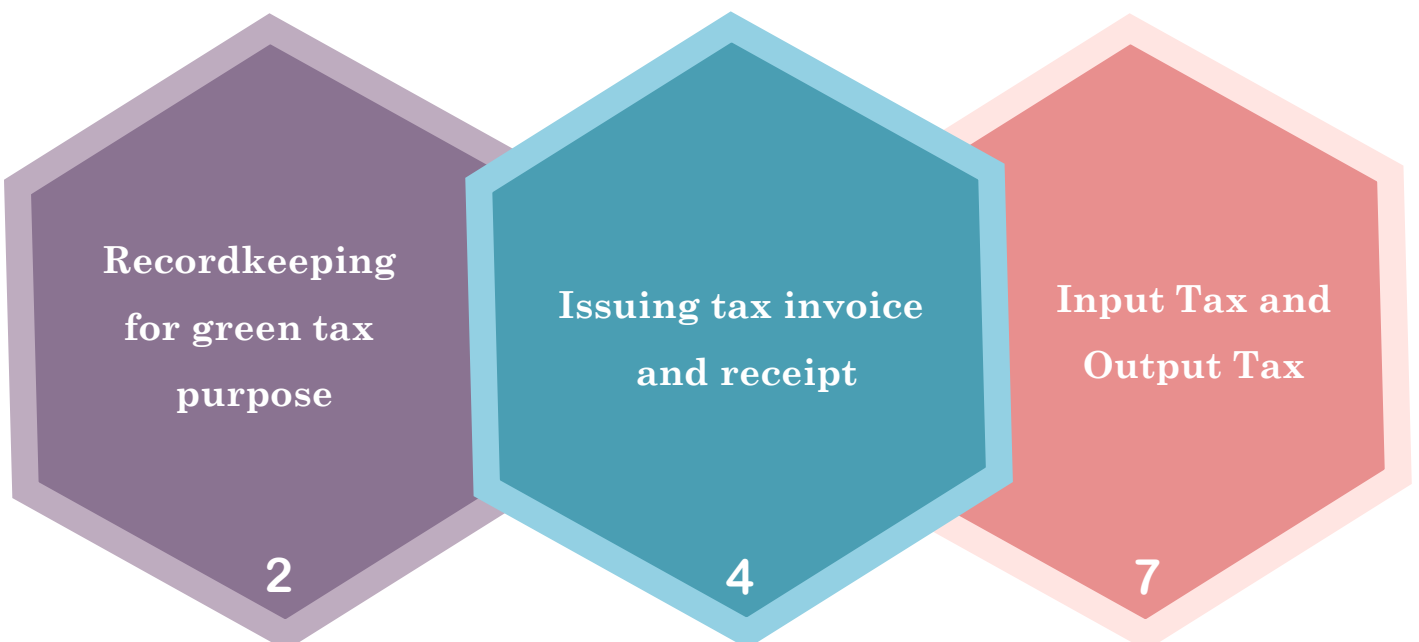 Recordkeeping
for green tax
purpose
2
Issuing tax invoice
and receipt
4
Input Tax and
Output Tax
7